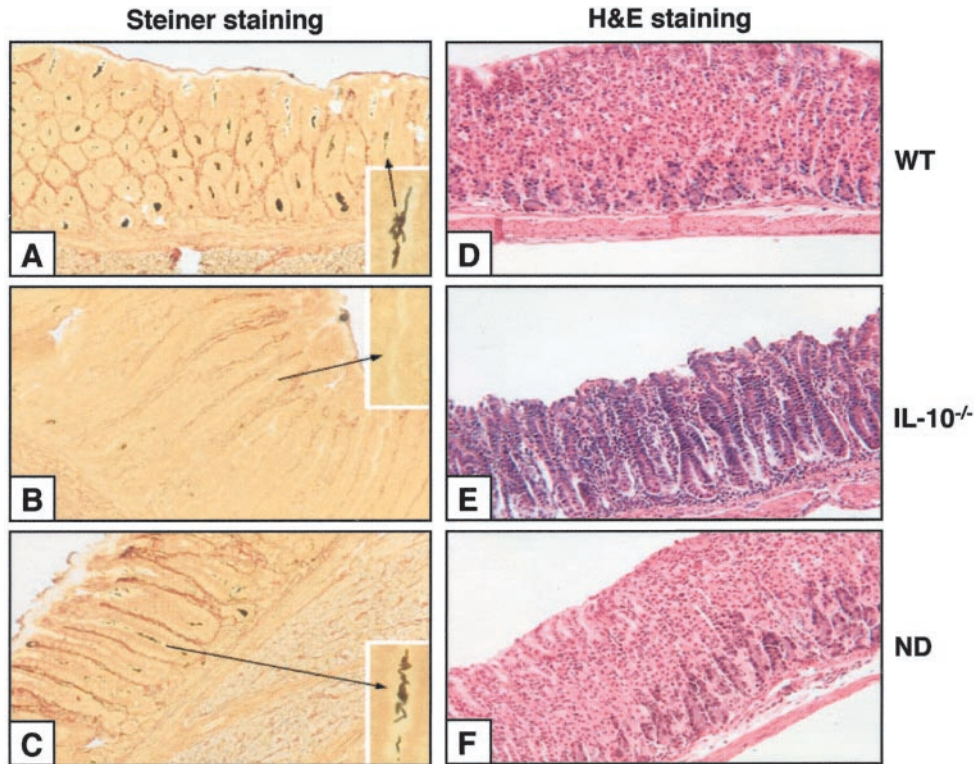 Steiner staining
H&E staining
A
D
WT
B
E
IL-10-/-
C
F
ND